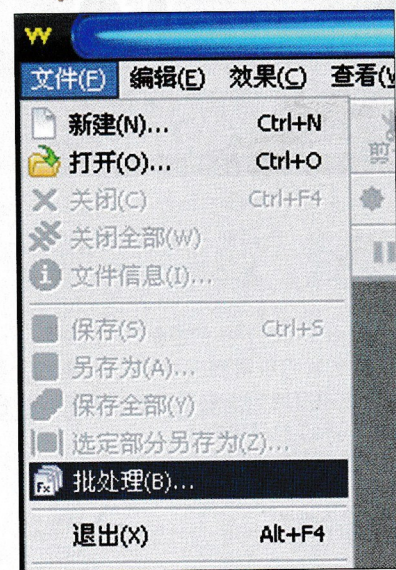 文件(F) 编辑(E) 效果(C) 查看(V
新建(N)... Ctrl+N
打开(O)... Ctrl+O
剪
关闭(C) Ctrl+F4
关闭全部(W)
文件信息(I)...
保存(S) Ctrl+S
另存为(A)...
保存全部(Y)
选定部分另存为(Z)...
Fx 批处理(B)...
退出(X) Alt+F4